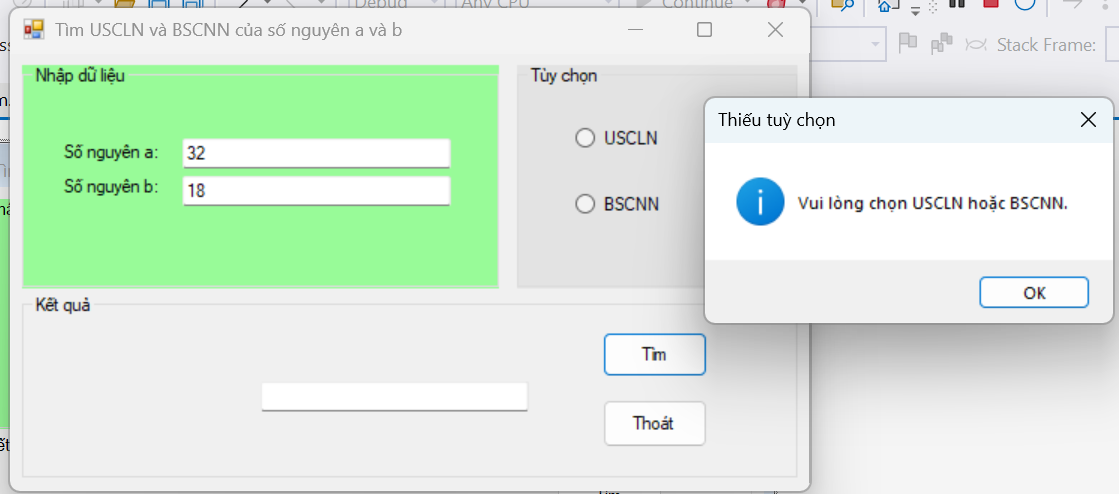 Debug
Any CPU
Continue
Tìm USCLN và BSCNN của số nguyên a và b
Stack Frame:
Nhập dữ liệu
Tùy chọn
Thiếu tuỳ chọn
Số nguyên a:
32
USCLN
Số nguyên b:
18
BSCNN
Vui lòng chọn USCLN hoặc BSCNN.
OK
Kết quả
Tìm
Thoát